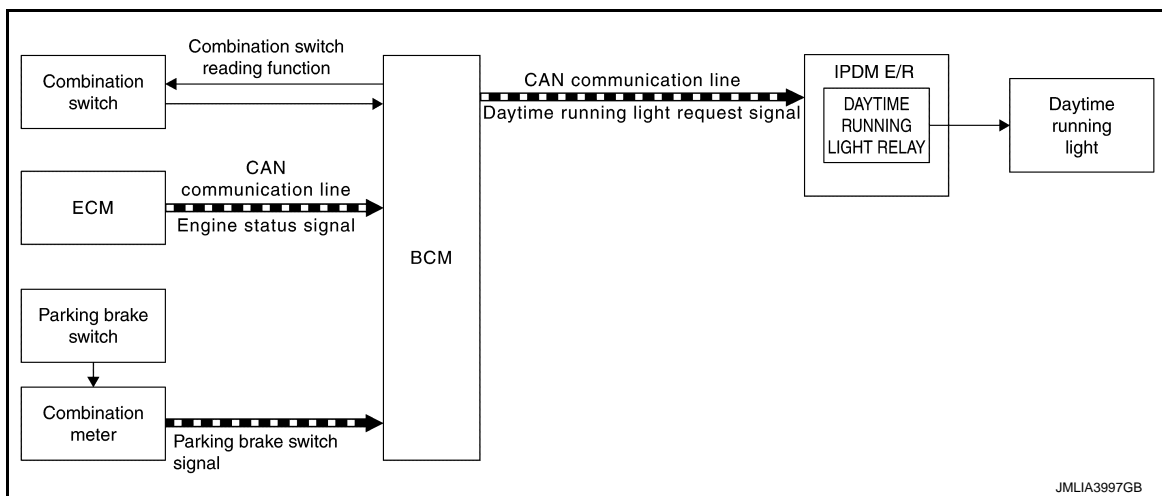 Combination switch
reading function
Combination
switch
ECM
CAN
communication line
Engine status signal
Parking brake
switch
Combination
meter
Parking brake switch
signal
BCM
CAN communication line
Daytime running light request signal
IPDM E/R
DAYTIME
RUNNING
LIGHT RELAY
Daytime
running
light
JMLIA3997GB